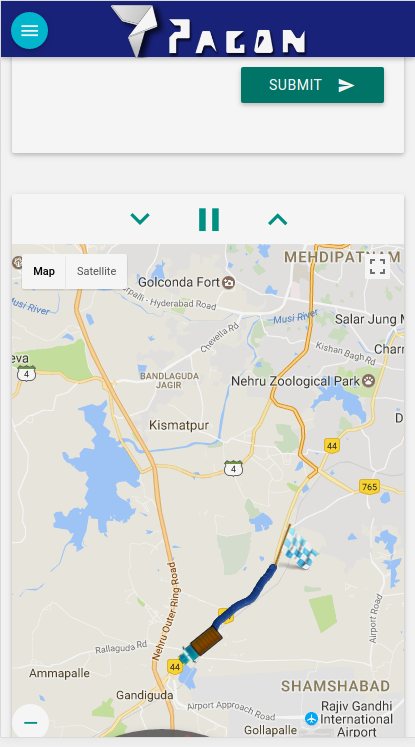 PAGON
SUBMIT
MEHDIPATNAM
Map Satellite
Golconda Fort
Hyderabad Road
Musi River
Musi River
Salar Jung M
Chevella Rd
Kishan Bagh Rd
Charr
eva
4
BANDLAGUDA
JAGIR
Nehru Zoological Park
D
Kismatpur
44
4
765
Nehru Outer Ring Road
Airport Road
Rallaguda Rd
44
Ammapalle
SHAMSHABAD
Gandiguda
Airport Approach Road
Rajiv Gandhi
International
Airport
Gollapalle